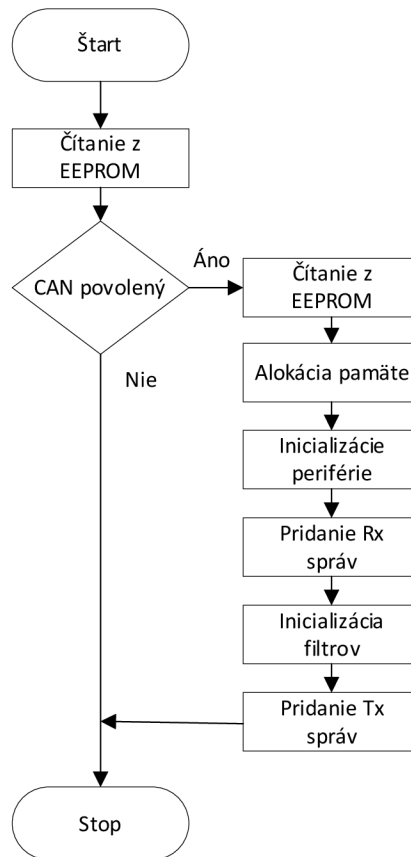 Štart
Čítanie z
EEPROM
CAN povolený
Áno
Nie
Čítanie z
EEPROM
Alokácia pamäte
Inicializácie
periférie
Pridanie Rx
správ
Inicializácia
filtrov
Pridanie Tx
správ
Stop